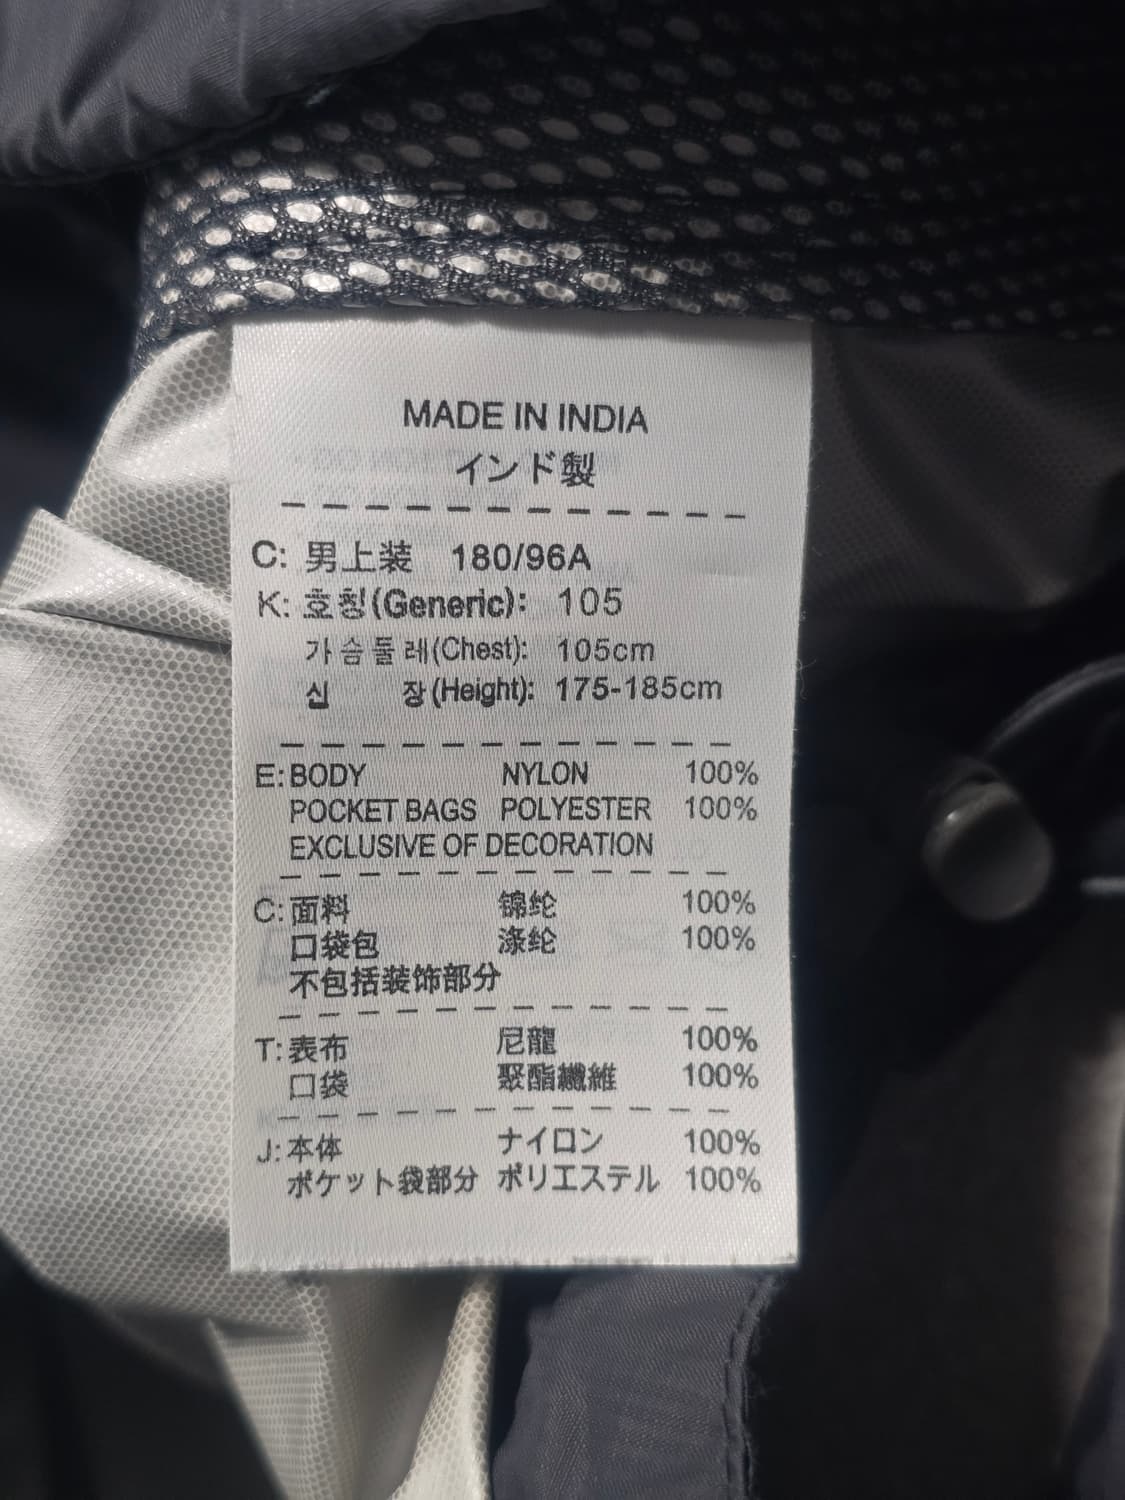 MADE IN INDIA
インド製
C: 男上装 180/96A
K: 호칭(Generic): 105
가슴둘레(Chest): 105cm
신 장(Height): 175-185cm
E: BODY NYLON 100%
POCKET BAGS POLYESTER 100%
EXCLUSIVE OF DECORATION
C: 面料 锦纶 100%
口袋包 涤纶 100%
不包括装饰部分
T: 表布 尼龍 100%
口袋 聚酯纖維 100%
J: 本体 ナイロン 100%
ポケット袋部分 ポリエステル 100%